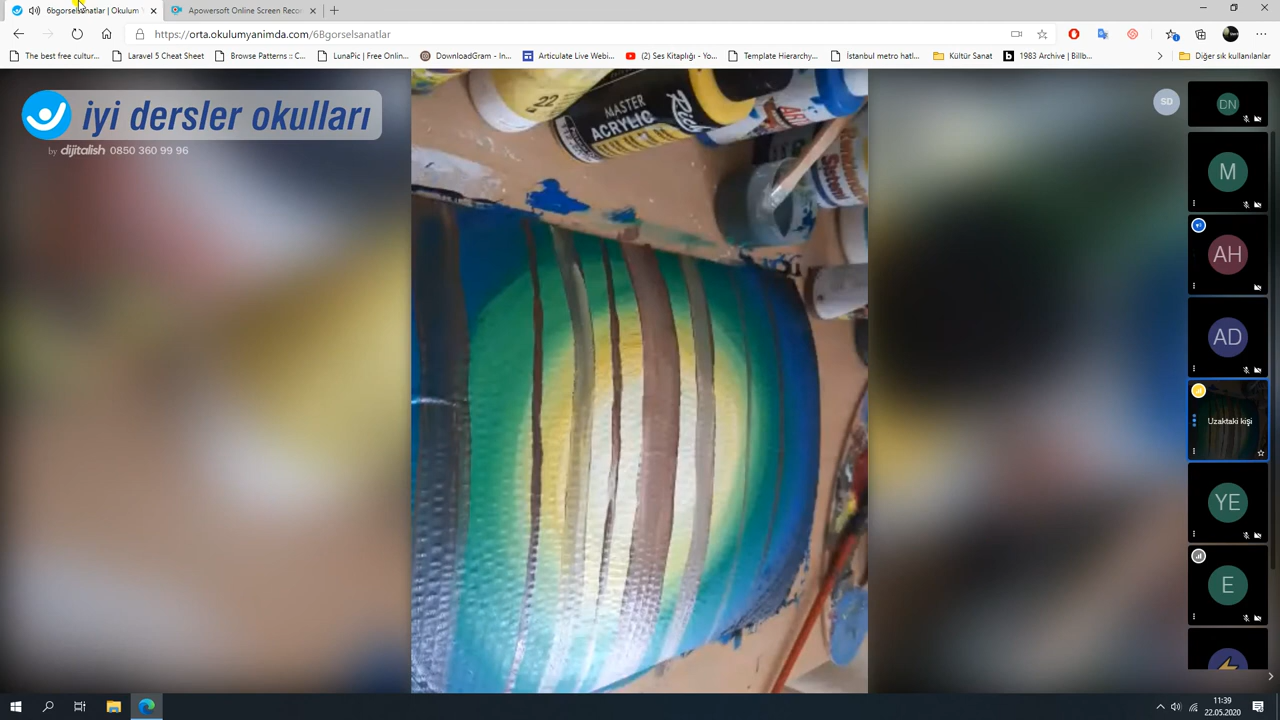 6bgorselsanatlar | Okulum
Apowersoft Online Screen Reco
https://orta.okulumyanimda.com/6Bgorselsanatlar
The best free cultur...
Laravel 5 Cheat Sheet
Browse Patterns :: C...
LunaPic | Free Onlin...
DownloadGram - In...
Articulate Live Webi...
(2) Ses Kitaplığı - Yo...
Template Hierarchy...
İstanbul metro hatl...
Kültür Sanat
1983 Archive | Billb...
Diğer sık kullanılanlar
iyi dersler okulları
by dijitalish 0850 360 99 96
22
MASTER
ACRYLIC
Rich
Sistem
SD
DN
M
AH
AD
Uzaktaki kişi
YE
E
11:39
22.05.2020